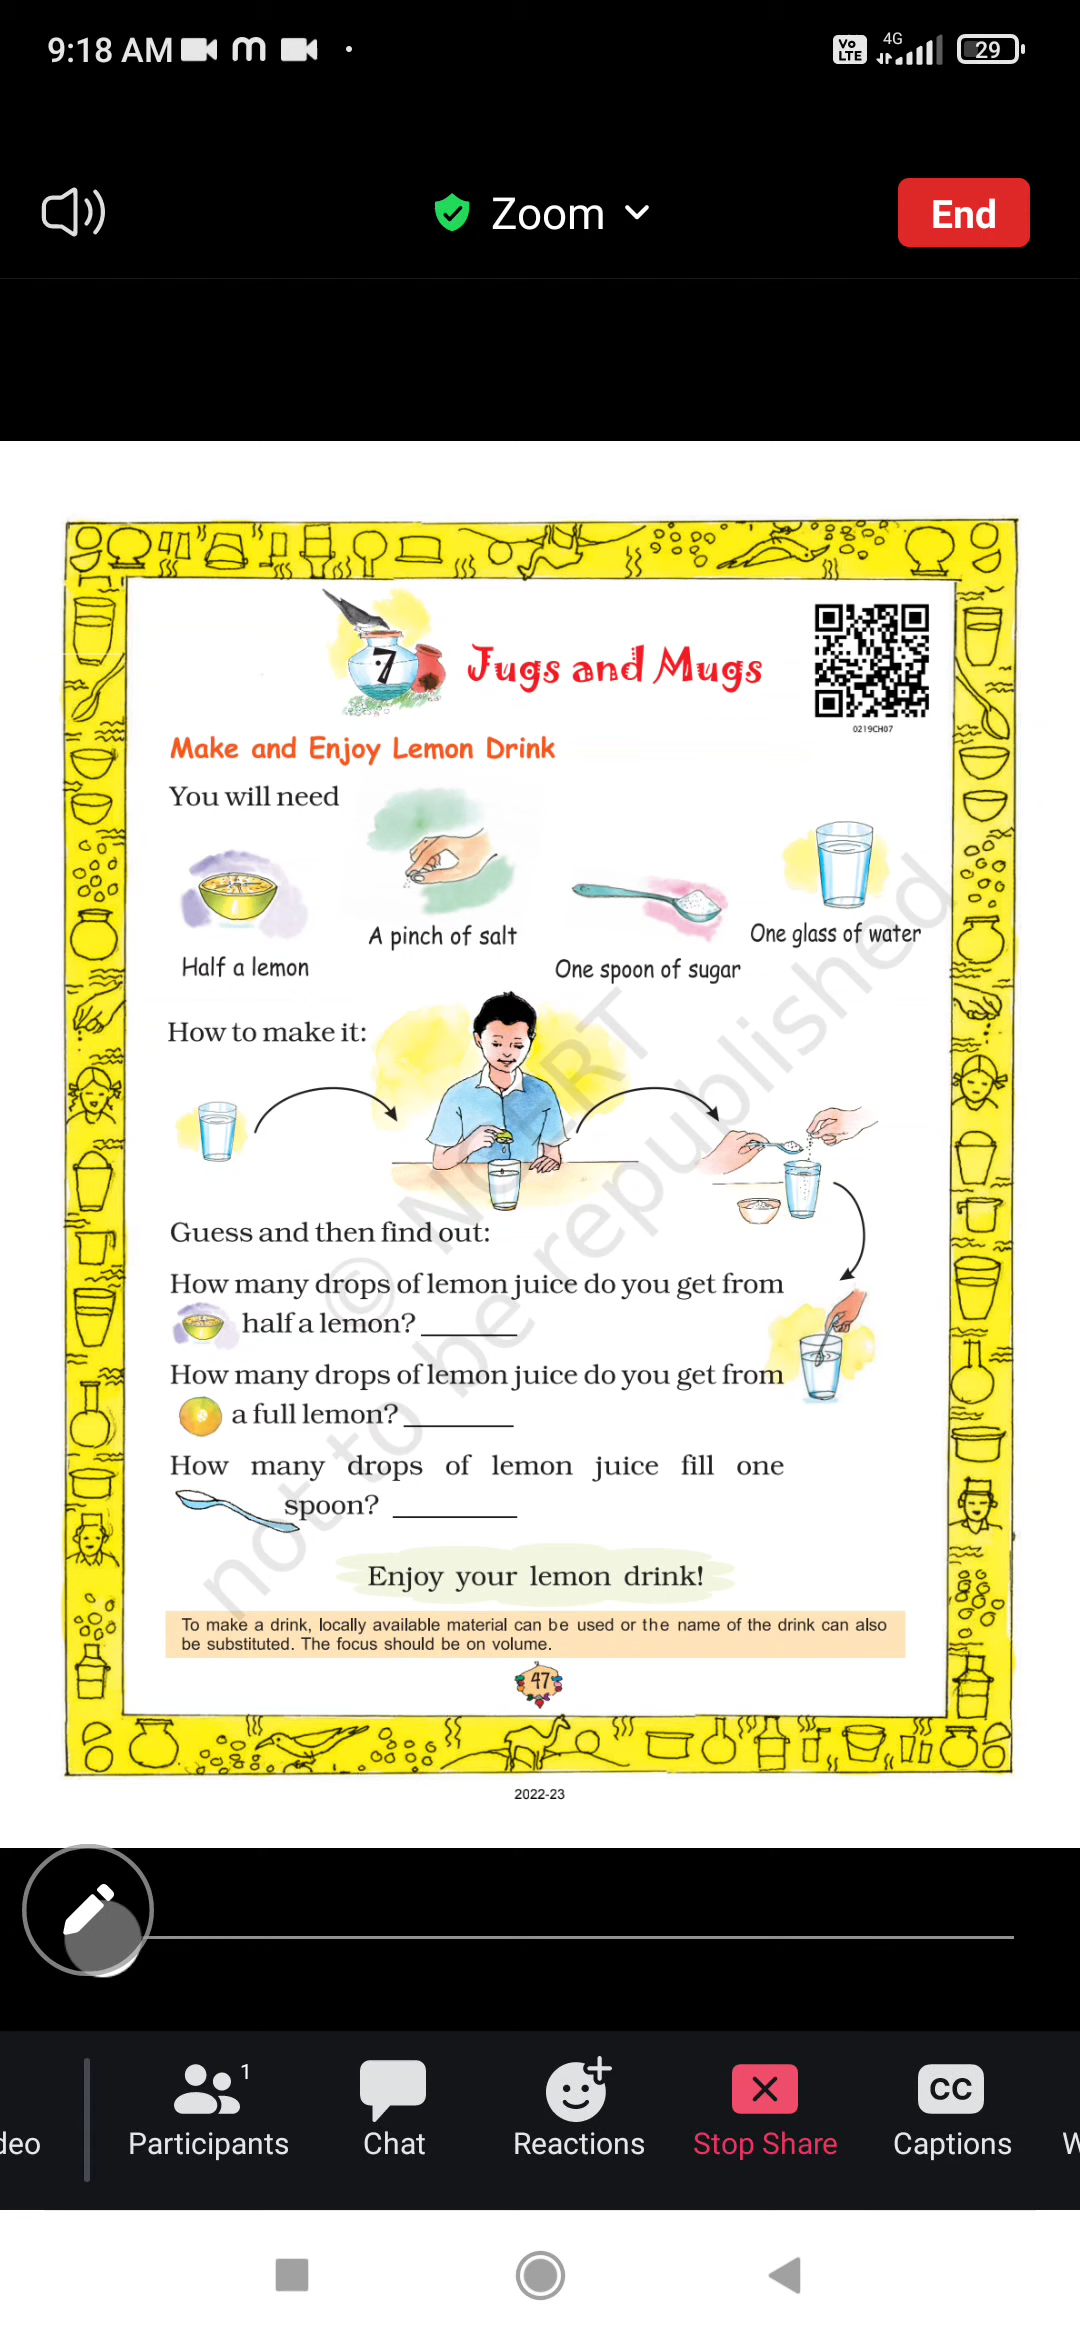 9:18 AM
Vo LTE 4G 29
Zoom
End
7 Jugs and Mugs
0219CH07
Make and Enjoy Lemon Drink
You will need
One glass of water
A pinch of salt
Half a lemon
One spoon of sugar
How to make it:
Guess and then find out:
How many drops of lemon juice do you get from
half a lemon?
How many drops of lemon juice do you get from
a full lemon?
How many drops of lemon juice fill one
spoon?
Enjoy your lemon drink!
To make a drink, locally available material can be used or the name of the drink can also
be substituted. The focus should be on volume.
47
2022-23
© NCERT
not to be republished
1
deo Participants Chat Reactions Stop Share CC Captions W